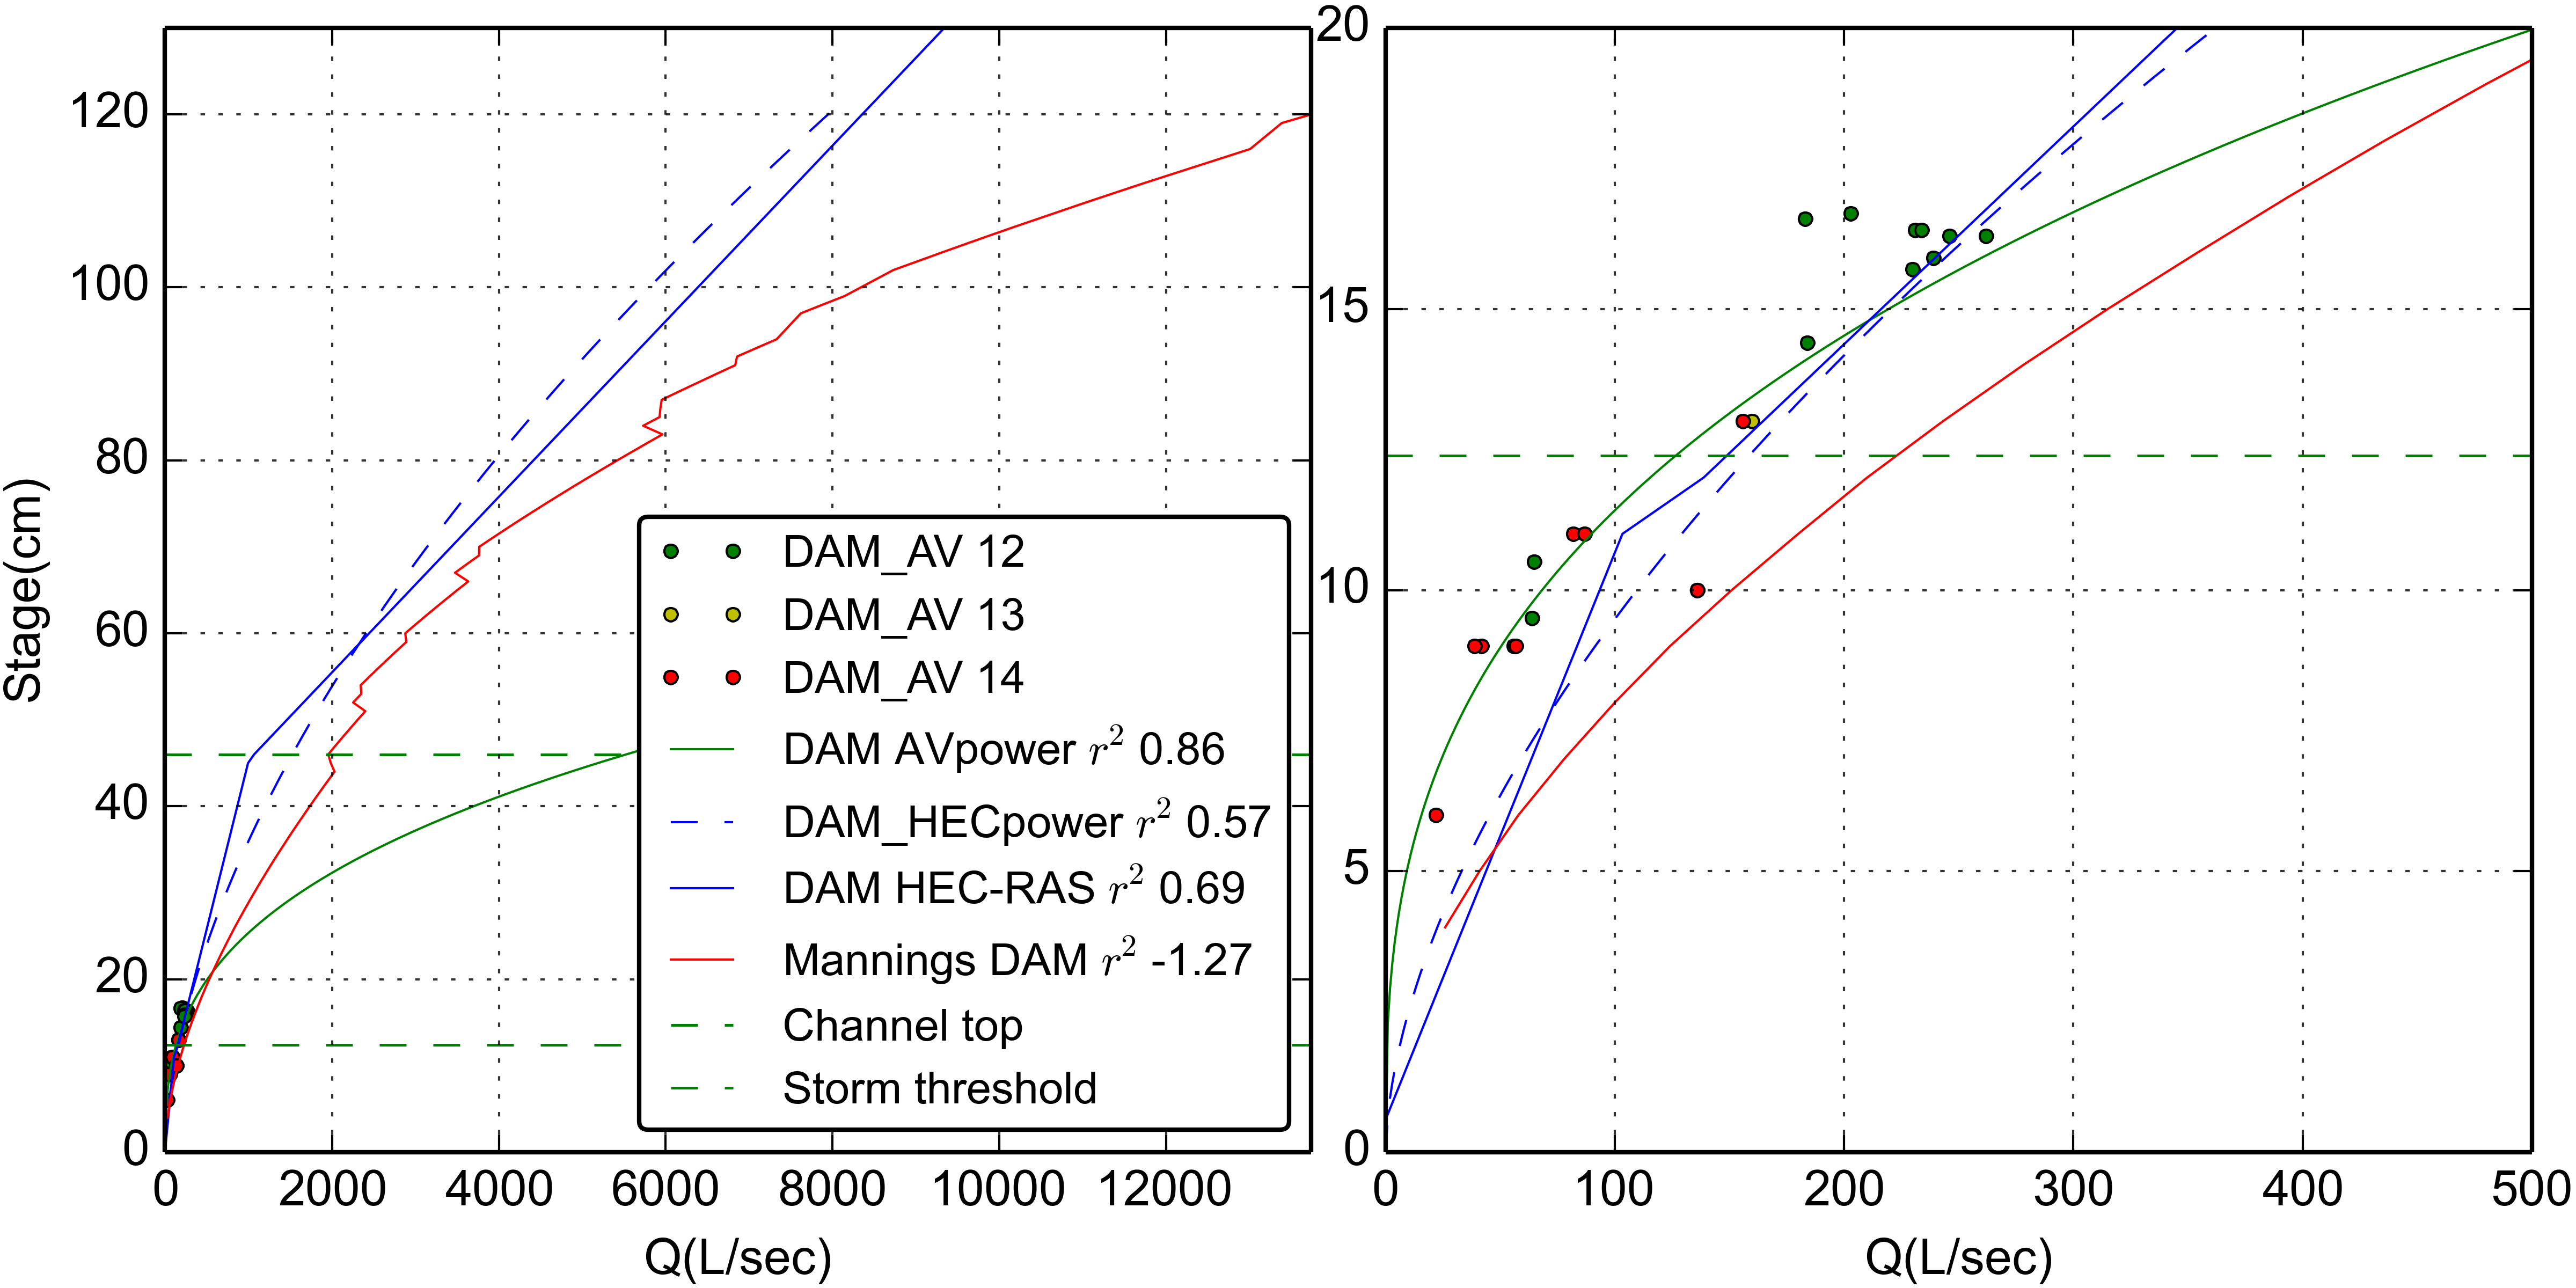 Stage(cm)
120
100
80
60
40
20
0
0 2000 4000 6000 8000 10000 12000
Q(L/sec)
DAM_AV 12
DAM_AV 13
DAM_AV 14
DAM AVpower r² 0.86
DAM_HECpower r² 0.57
DAM HEC-RAS r² 0.69
Mannings DAM r² -1.27
Channel top
Storm threshold
20
15
10
5
0
0 100 200 300 400 500
Q(L/sec)